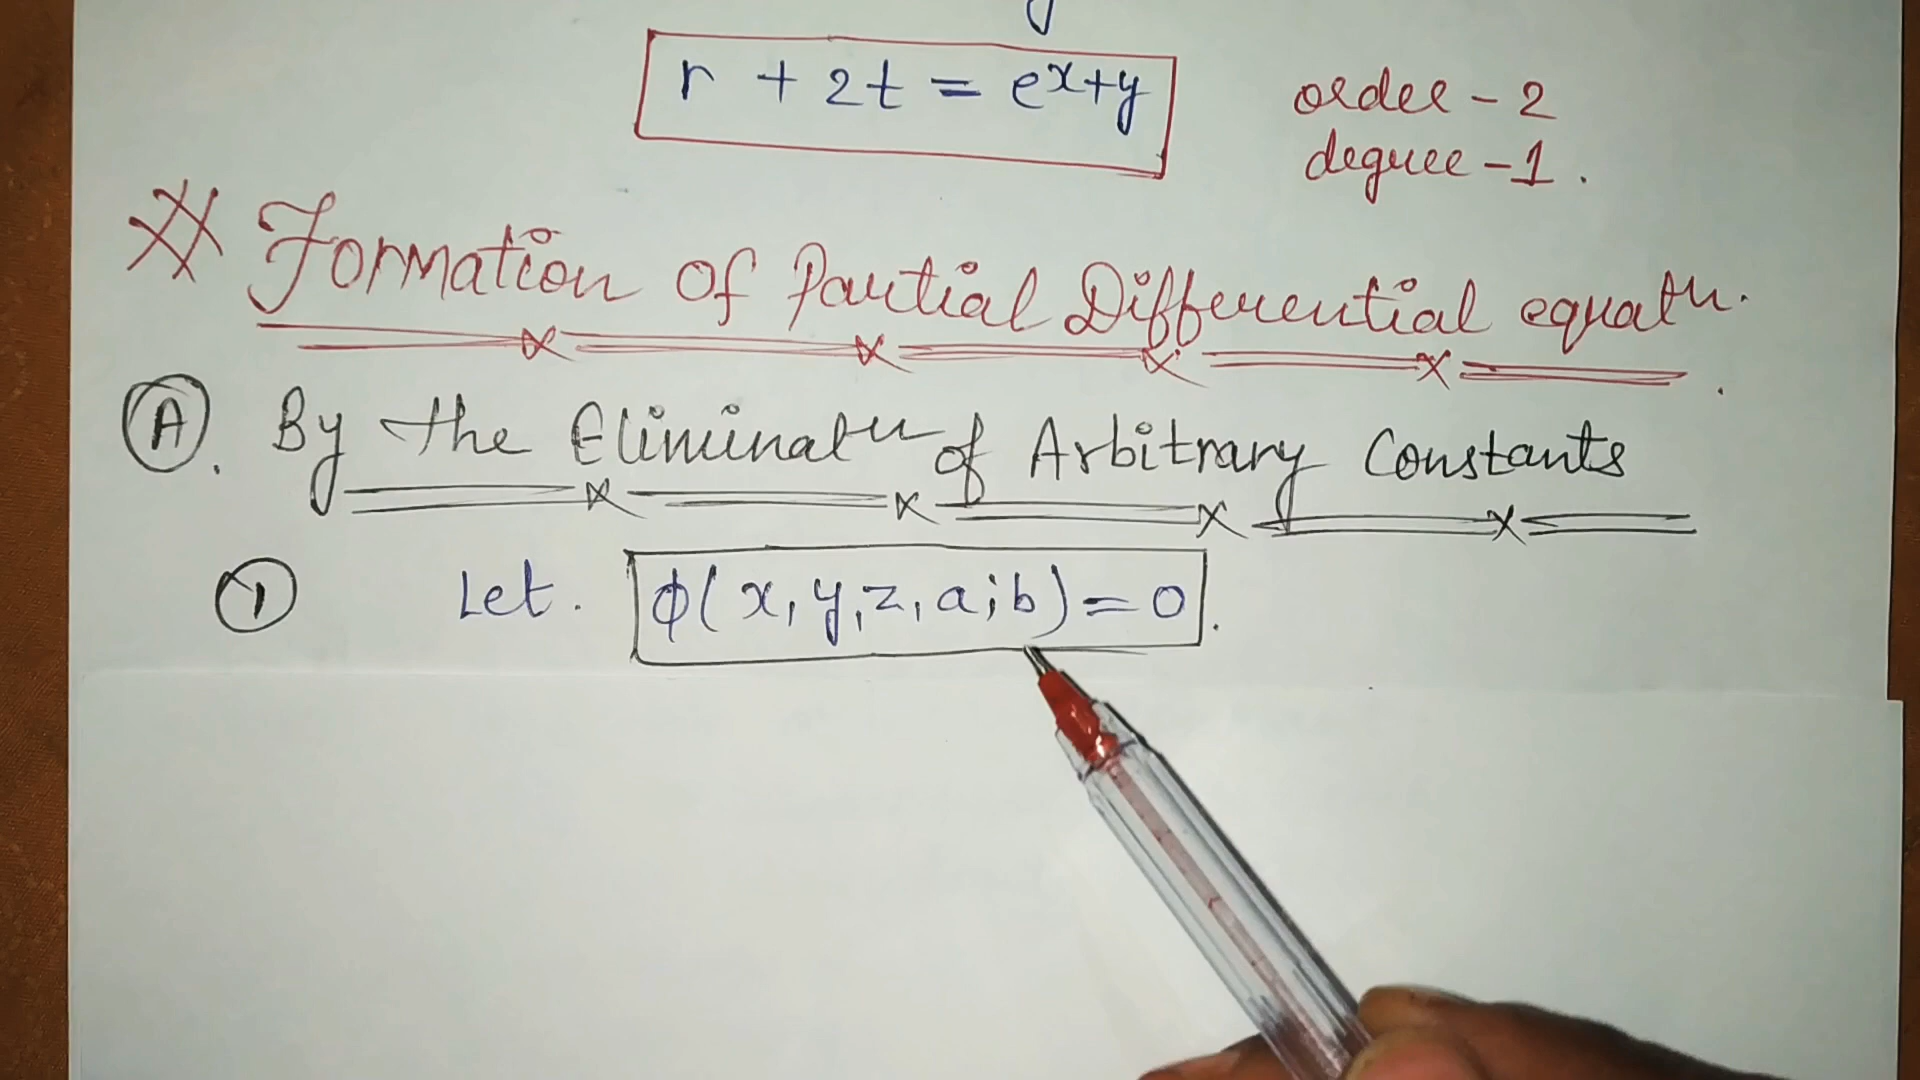 r + 2t = e^x+y
order - 2
degree - 1.
Formation of Partial Differential equatn.
A. By the Eliminatn of Arbitrary Constants
1 Let. φ(x, y, z, a, b) = 0.